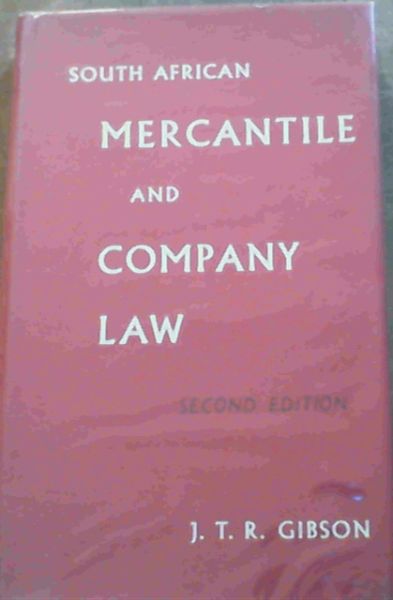 SOUTH AFRICAN
MERCANTILE
AND
COMPANY
LAW
SECOND EDITION
J. T. R. GIBSON